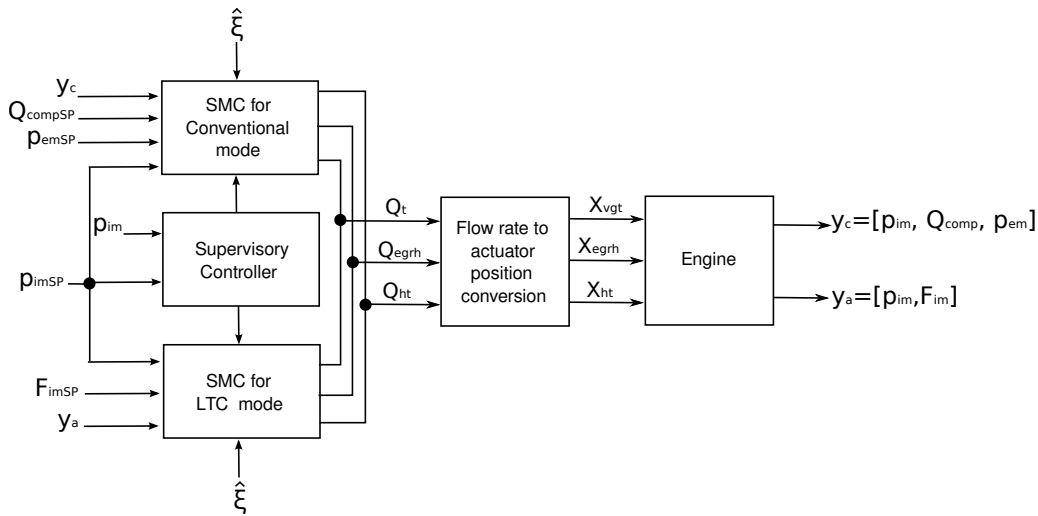 ξ̂
y_c
Q_compSP
p_emSP
SMC for
Conventional
mode
p_im
p_imSP
Supervisory
Controller
F_imSP
y_a
SMC for
LTC mode
ξ̂
Q_t
Q_egrh
Q_ht
Flow rate to
actuator
position
conversion
X_vgt
X_egrh
X_ht
Engine
y_c=[p_im, Q_comp, p_em]
y_a=[p_im,F_im]